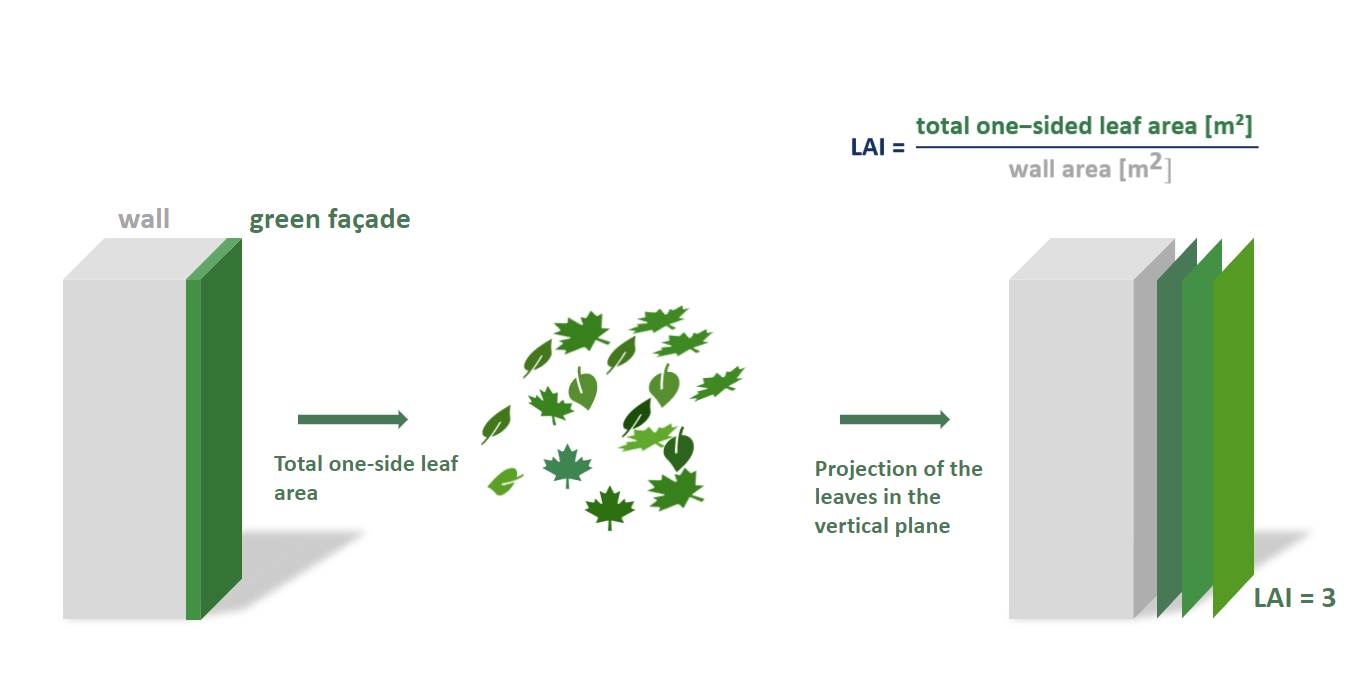 LAI = total one–sided leaf area [m²]
wall area [m²]
wall
green façade
Total one-side leaf
area
Projection of the
leaves in the
vertical plane
LAI = 3